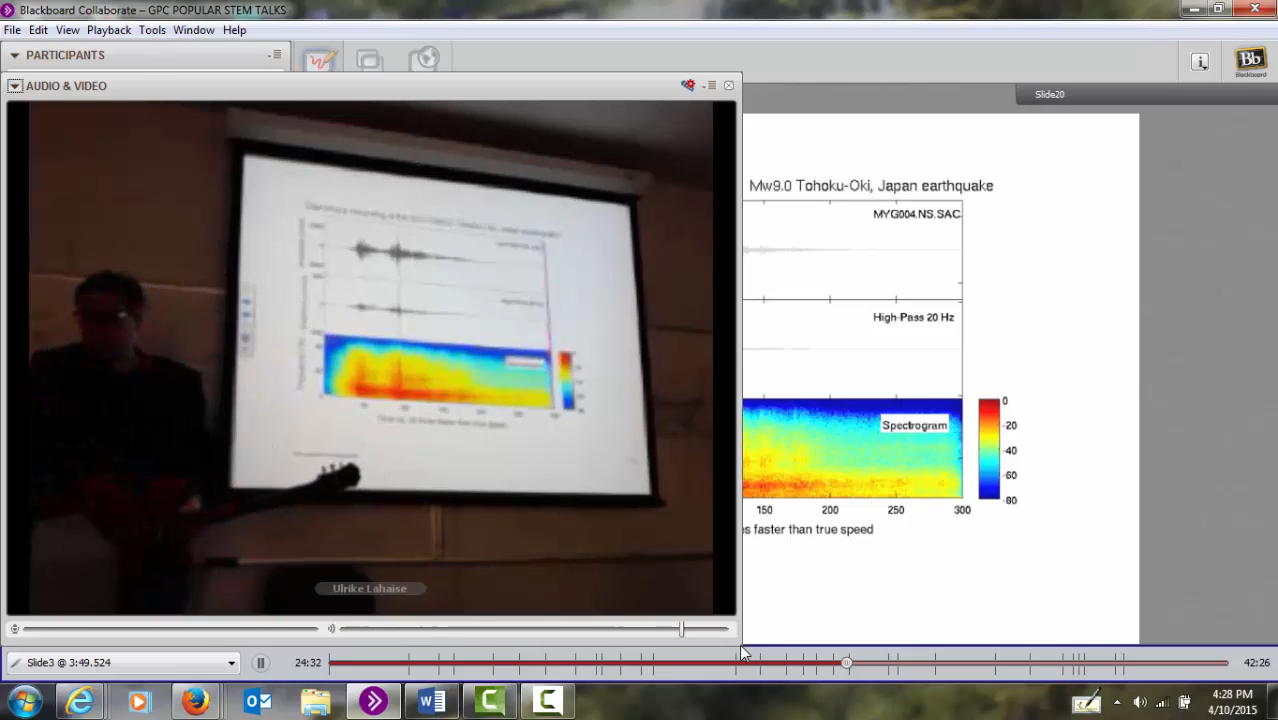 Blackboard Collaborate – GPC POPULAR STEM TALKS
File Edit View Playback Tools Window Help
PARTICIPANTS
Blackboard
AUDIO & VIDEO
Slide20
Mw9.0 Tohoku-Oki, Japan earthquake
MYG004.NS.SAC
High-Pass 20 Hz
Spectrogram
0
-20
-40
-60
-80
150 200 250 300
s faster than true speed
Ulrike Lahaise
Slide3 @ 3:49.524
24:32
42:26
4:28 PM
4/10/2015